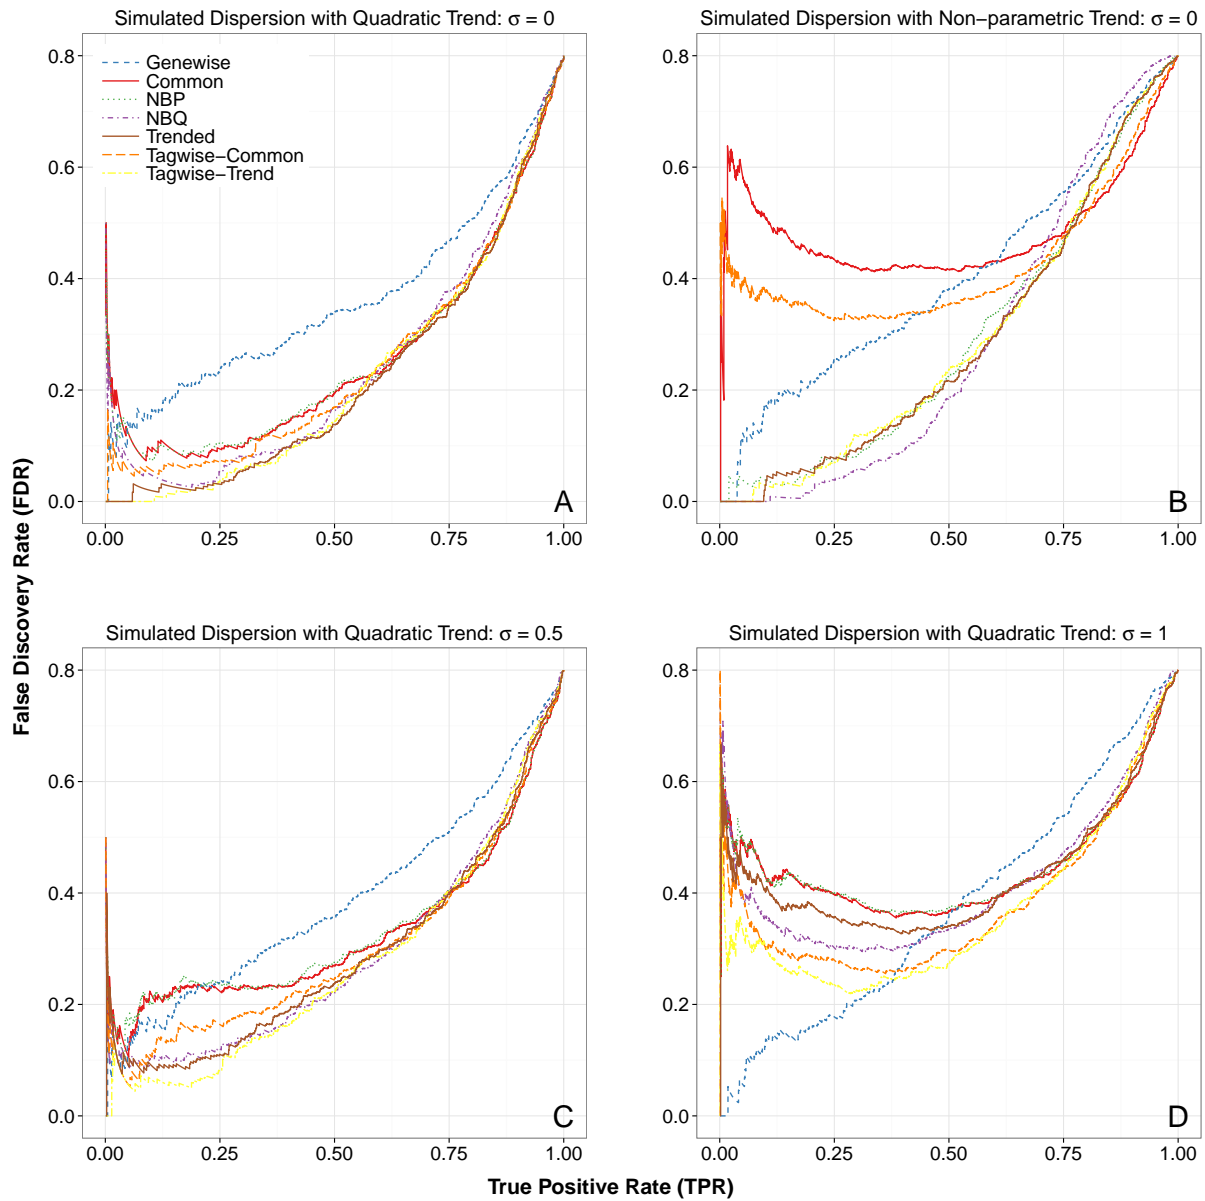 Simulated Dispersion with Quadratic Trend: σ = 0
0.8
0.6
0.4
0.2
0.0
0.00 0.25 0.50 0.75 1.00
Genewise
Common
NBP
NBQ
Trended
Tagwise−Common
Tagwise−Trend
A
Simulated Dispersion with Non−parametric Trend: σ = 0
0.8
0.6
0.4
0.2
0.0
0.00 0.25 0.50 0.75 1.00
B
False Discovery Rate (FDR)
Simulated Dispersion with Quadratic Trend: σ = 0.5
0.8
0.6
0.4
0.2
0.0
0.00 0.25 0.50 0.75 1.00
C
Simulated Dispersion with Quadratic Trend: σ = 1
0.8
0.6
0.4
0.2
0.0
0.00 0.25 0.50 0.75 1.00
D
True Positive Rate (TPR)